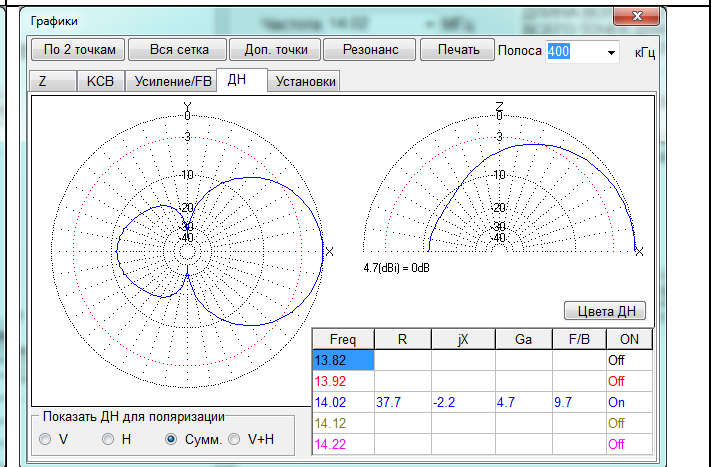 Графики
По 2 точкам Вся сетка Доп. точки Резонанс Печать Полоса 400 кГц
Z КСВ Усиление/FB ДН Установки
Y Z
0 0
-3 -3
-10 -10
-20 -20
-30 -30
-40 -40
X X
4.7(dBi) = 0dB
Цвета ДН
Freq R jX Ga F/B ON
13.82 Off
13.92 Off
14.02 37.7 -2.2 4.7 9.7 On
14.12 Off
14.22 Off
Показать ДН для поляризации
V H Сумм. V+H